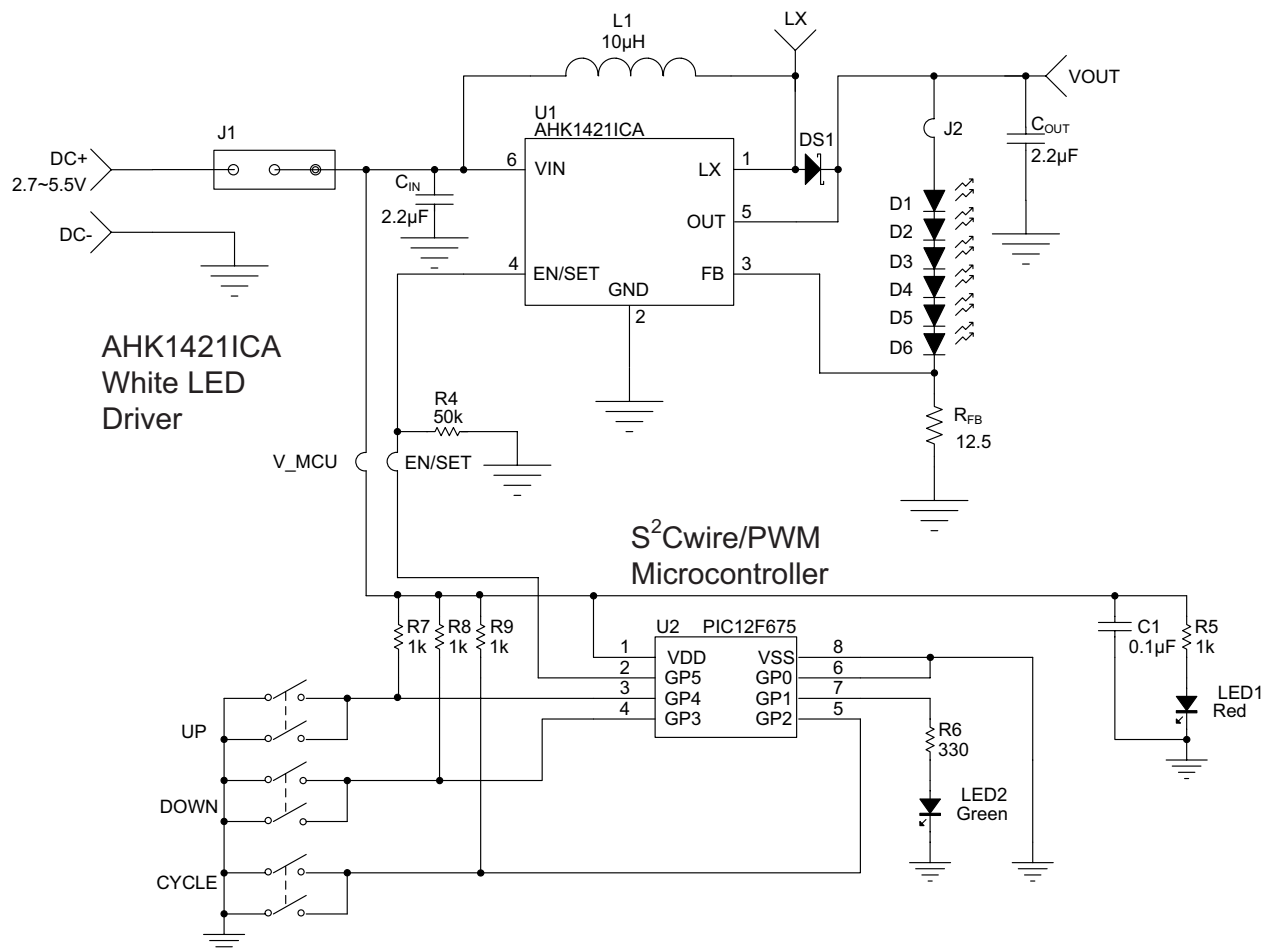 LX
L1
10µH
VOUT
U1
AHK1421ICA
J1
J2
C_OUT
2.2µF
DS1
DC+
2.7~5.5V
6
VIN
LX
1
C_IN
2.2µF
D1
OUT
5
D2
DC-
D3
4
EN/SET
FB
3
D4
GND
2
D5
D6
AHK1421ICA
White LED
Driver
R4
50k
R_FB
12.5
V_MCU
EN/SET
S²Cwire/PWM
Microcontroller
R7
1k
R8
1k
R9
1k
U2
PIC12F675
C1
0.1µF
R5
1k
1
VDD
VSS
8
2
GP5
GP0
6
3
GP4
GP1
7
4
GP3
GP2
5
LED1
Red
UP
R6
330
DOWN
LED2
Green
CYCLE